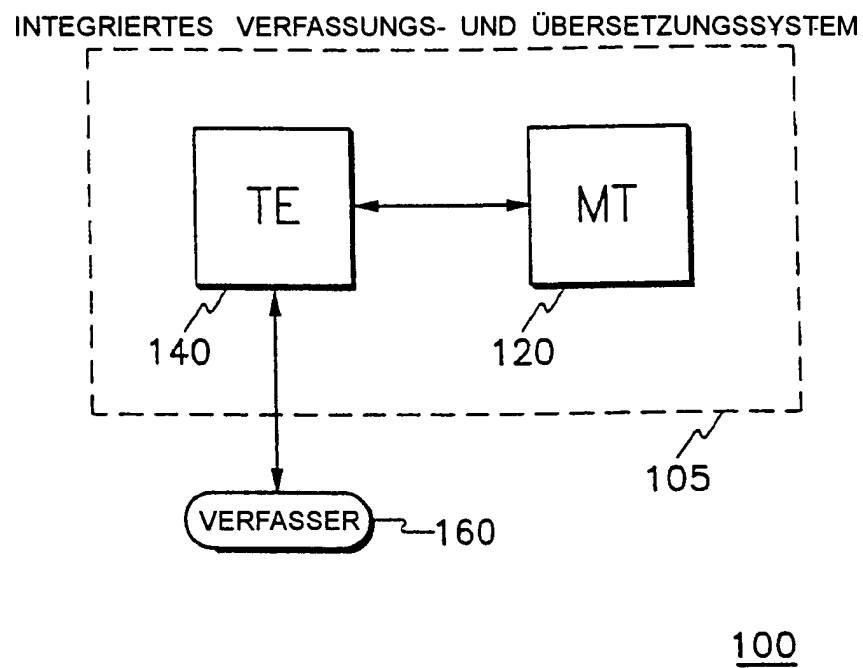 INTEGRIERTES VERFASSUNGS- UND ÜBERSETZUNGSSYSTEM
TE
MT
140
120
105
VERFASSER
160
100